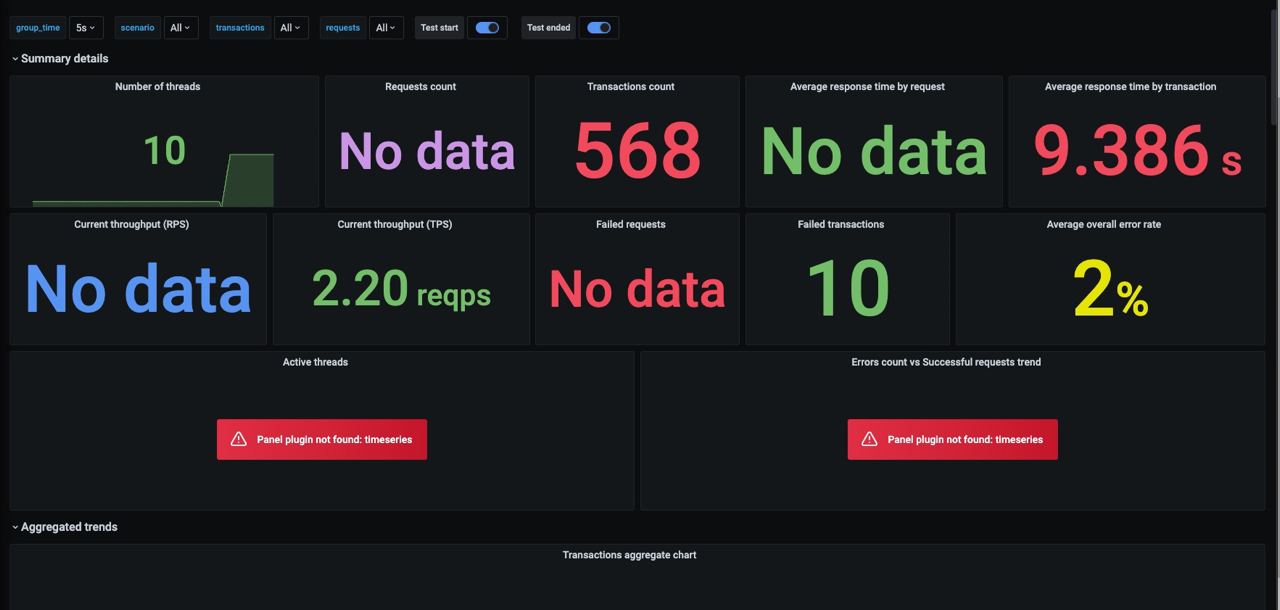 group_time 5s scenario All transactions All requests All Test start Test ended
Summary details
Number of threads
10
Requests count
No data
Transactions count
568
Average response time by request
No data
Average response time by transaction
9.386 s
Current throughput (RPS)
No data
Current throughput (TPS)
2.20 reqps
Failed requests
No data
Failed transactions
10
Average overall error rate
2%
Active threads
Panel plugin not found: timeseries
Errors count vs Successful requests trend
Panel plugin not found: timeseries
Aggregated trends
Transactions aggregate chart